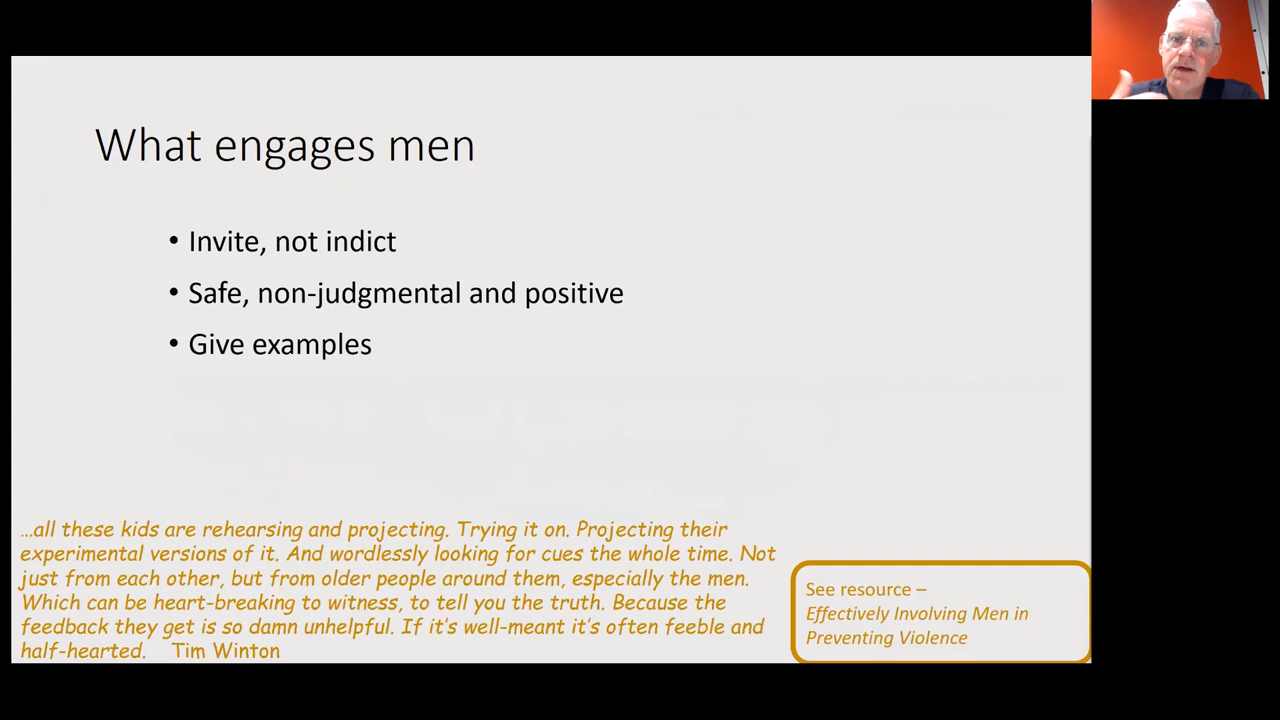 What engages men
• Invite, not indict
• Safe, non-judgmental and positive
• Give examples
…all these kids are rehearsing and projecting. Trying it on. Projecting their
experimental versions of it. And wordlessly looking for cues the whole time. Not
just from each other, but from older people around them, especially the men.
Which can be heart-breaking to witness, to tell you the truth. Because the
feedback they get is so damn unhelpful. If it’s well-meant it’s often feeble and
half-hearted. Tim Winton
See resource –
Effectively Involving Men in
Preventing Violence